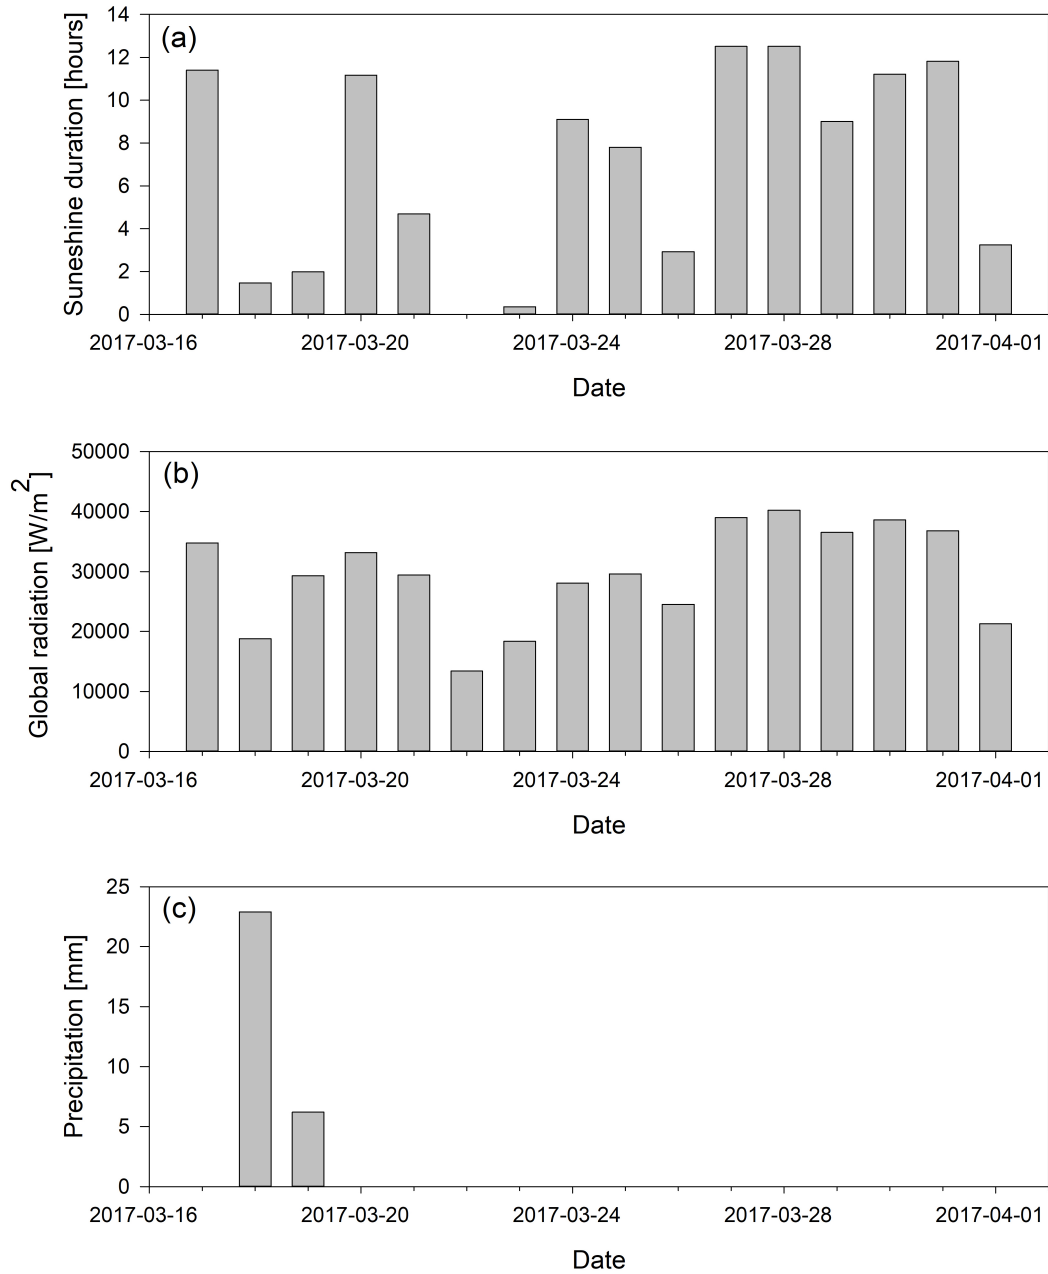 (a)
Suneshine duration [hours]
14
12
10
8
6
4
2
0
2017-03-16 2017-03-20 2017-03-24 2017-03-28 2017-04-01
Date
(b)
Global radiation [W/m2]
50000
40000
30000
20000
10000
0
2017-03-16 2017-03-20 2017-03-24 2017-03-28 2017-04-01
Date
(c)
Precipitation [mm]
25
20
15
10
5
0
2017-03-16 2017-03-20 2017-03-24 2017-03-28 2017-04-01
Date